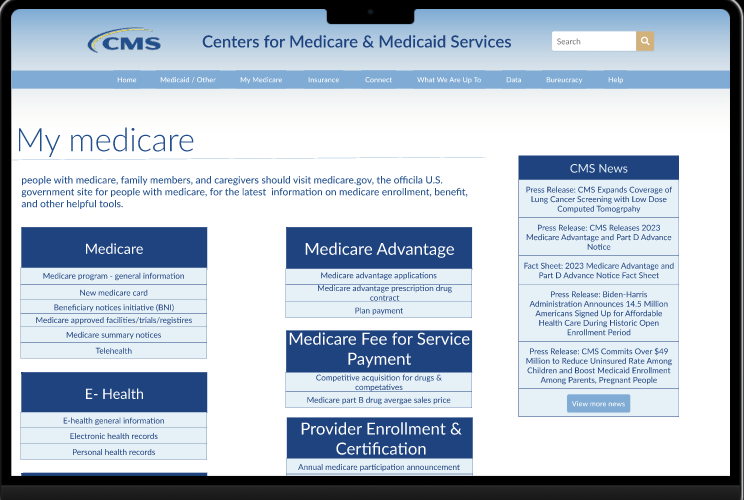 CMS
Centers for Medicare & Medicaid Services
Search
Home
Medicaid / Other
My Medicare
Insurance
Connect
What We Are Up To
Data
Bureucracy
Help
My medicare
people with medicare, family members, and caregivers should visit medicare.gov, the officila U.S.
government site for people with medicare, for the latest information on medicare enrollment, benefit,
and other helpful tools.
Medicare
Medicare program - general information
New medicare card
Beneficiary notices initiative (BNI)
Medicare approved facilities/trials/registires
Medicare summary notices
Telehealth
E- Health
E-health general information
Electronic health records
Personal health records
Medicare Advantage
Medicare advantage applications
Medicare advantage prescription drug
contract
Plan payment
Medicare Fee for Service
Payment
Competitive acquisition for drugs &
competatives
Medicare part B drug avergae sales price
Provider Enrollment &
Certification
Annual medicare participation announcement
CMS News
Press Release: CMS Expands Coverage of
Lung Cancer Screening with Low Dose
Computed Tomogrpahy
Press Release: CMS Releases 2023
Medicare Advantage and Part D Advance
Notice
Fact Sheet: 2023 Medicare Advantage and
Part D Advance Notice Fact Sheet
Press Release: Biden-Harris
Administration Announces 14.5 Million
Americans Signed Up for Affordable
Health Care During Historic Open
Enrollment Period
Press Release: CMS Commits Over $49
Million to Reduce Uninsured Rate Among
Children and Boost Medicaid Enrollment
Among Parents, Pregnant People
View more news